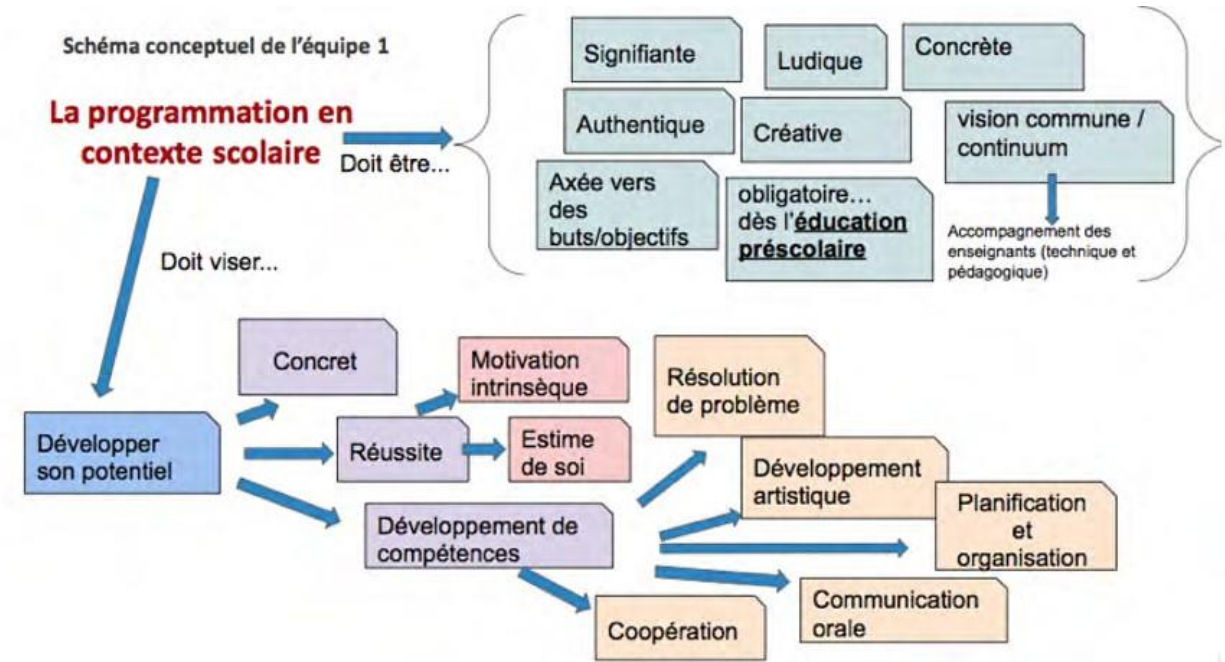 Schéma conceptuel de l'équipe 1
La programmation en
contexte scolaire
Doit être...
Signifiante
Ludique
Concrète
Authentique
Créative
vision commune /
continuum
Axée vers
des
buts/objectifs
obligatoire…
dès l'éducation
préscolaire
Accompagnement des
enseignants (technique et
pédagogique)
Doit viser...
Développer
son potentiel
Concret
Réussite
Motivation
intrinsèque
Estime
de soi
Développement de
compétences
Résolution
de problème
Développement
artistique
Planification
et
organisation
Communication
orale
Coopération